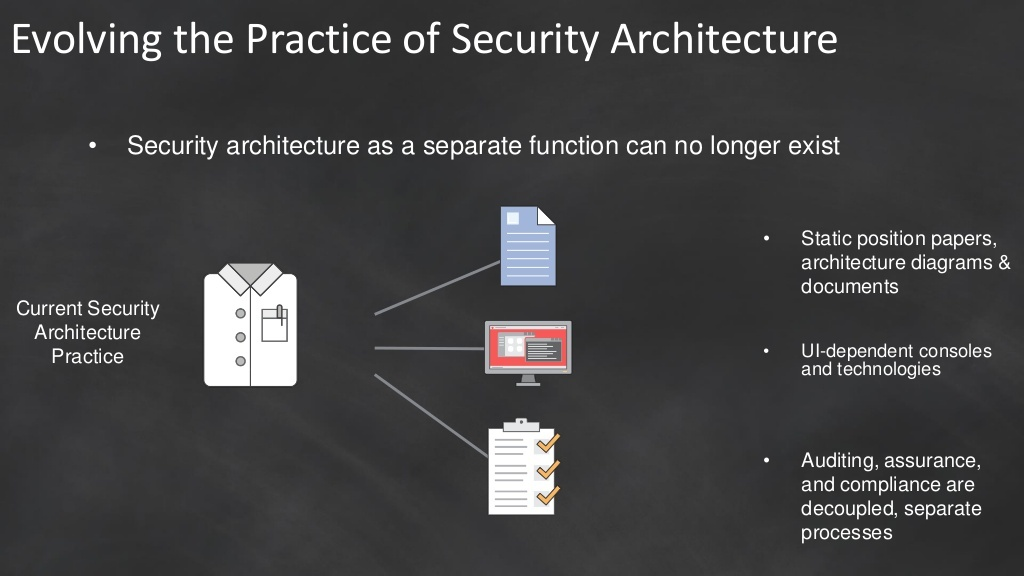 Evolving the Practice of Security Architecture
• Security architecture as a separate function can no longer exist
Current Security
Architecture
Practice
• Static position papers,
architecture diagrams &
documents
• UI-dependent consoles
and technologies
• Auditing, assurance,
and compliance are
decoupled, separate
processes